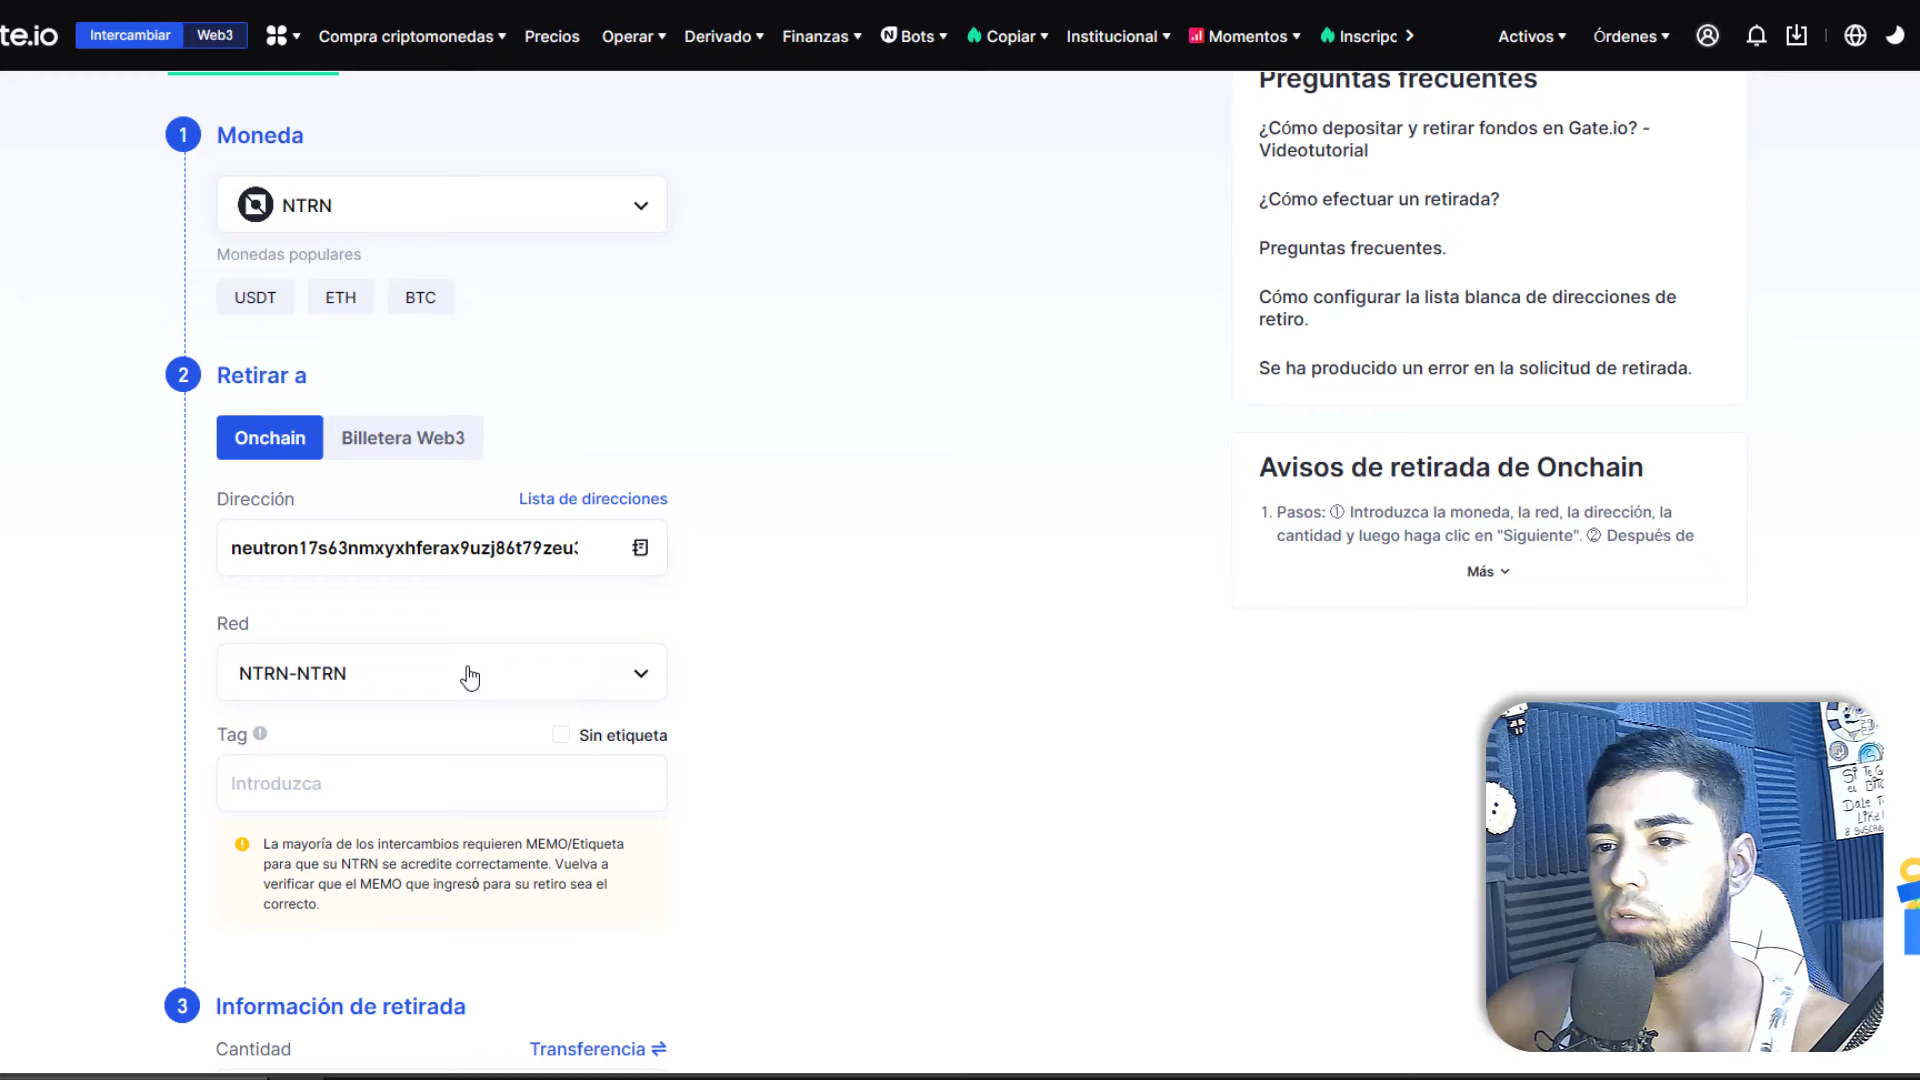 te.io
Intercambiar
Web3
Compra criptomonedas
Precios
Operar
Derivado
Finanzas
Bots
Copiar
Institucional
Momentos
Inscripc
Activos
Órdenes
1 Moneda
NTRN
Monedas populares
USDT
ETH
BTC
2 Retirar a
Onchain
Billetera Web3
Dirección
Lista de direcciones
neutron17s63nmxyxhferax9uzj86t79zeu
Red
NTRN-NTRN
Tag
Sin etiqueta
Introduzca
La mayoría de los intercambios requieren MEMO/Etiqueta
para que su NTRN se acredite correctamente. Vuelva a
verificar que el MEMO que ingresó para su retiro sea el
correcto.
3 Información de retirada
Cantidad
Transferencia
Preguntas frecuentes
¿Cómo depositar y retirar fondos en Gate.io? -
Videotutorial
¿Cómo efectuar un retirada?
Preguntas frecuentes.
Cómo configurar la lista blanca de direcciones de
retiro.
Se ha producido un error en la solicitud de retirada.
Avisos de retirada de Onchain
1. Pasos: ① Introduzca la moneda, la red, la dirección, la
cantidad y luego haga clic en "Siguiente". ② Después de
Más
Si Te
el
Dale
Like